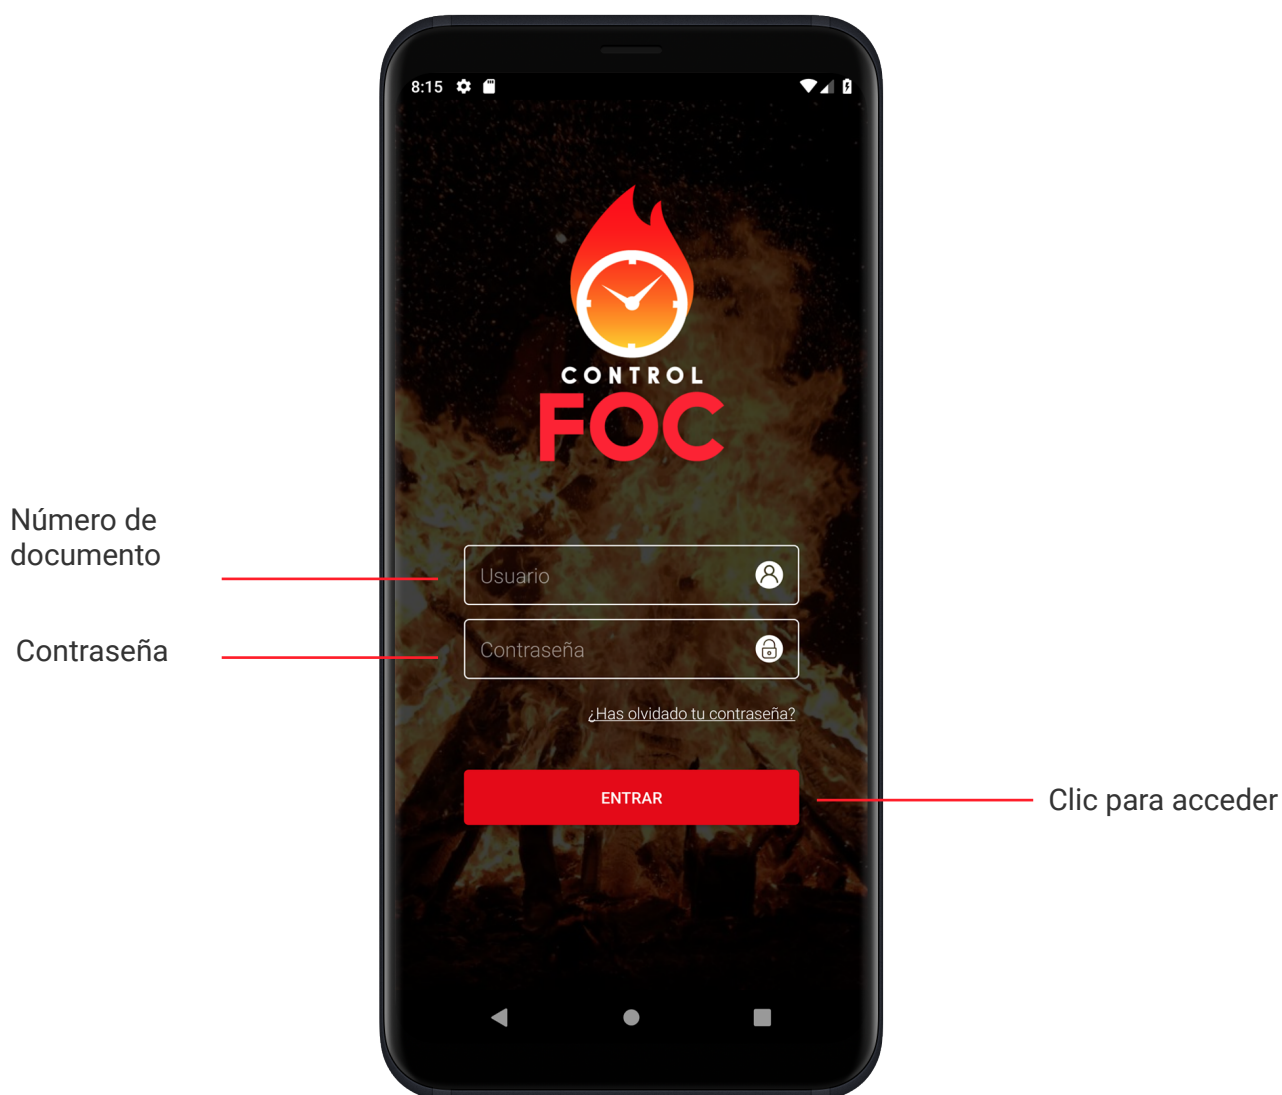 8:15
CONTROL
FOC
Número de
documento
Usuario
Contraseña
Contraseña
¿Has olvidado tu contraseña?
ENTRAR
Clic para acceder